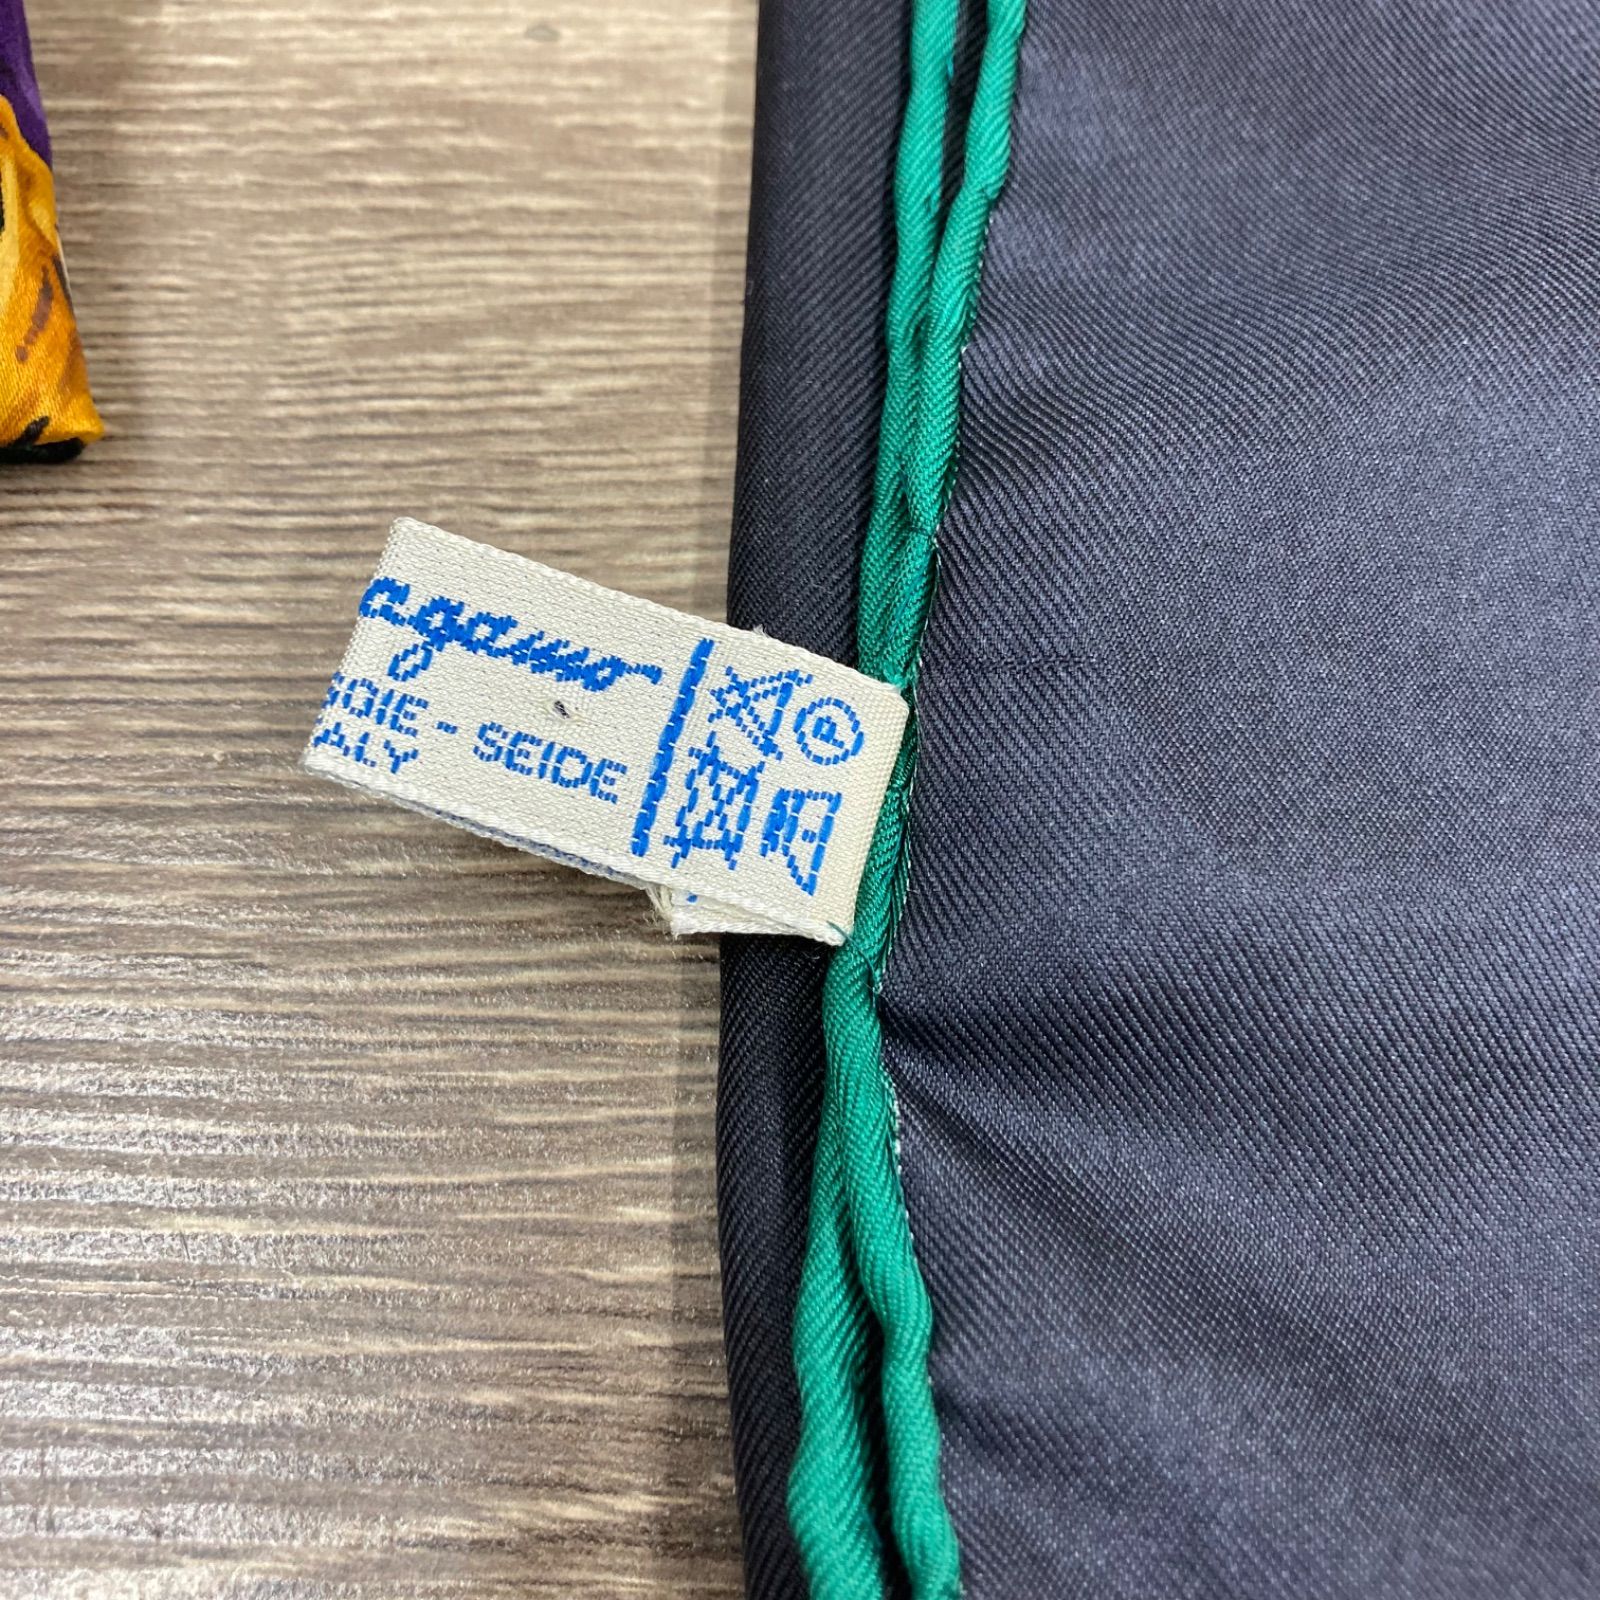 agamo
SOIE - SEIDE
ALY
P